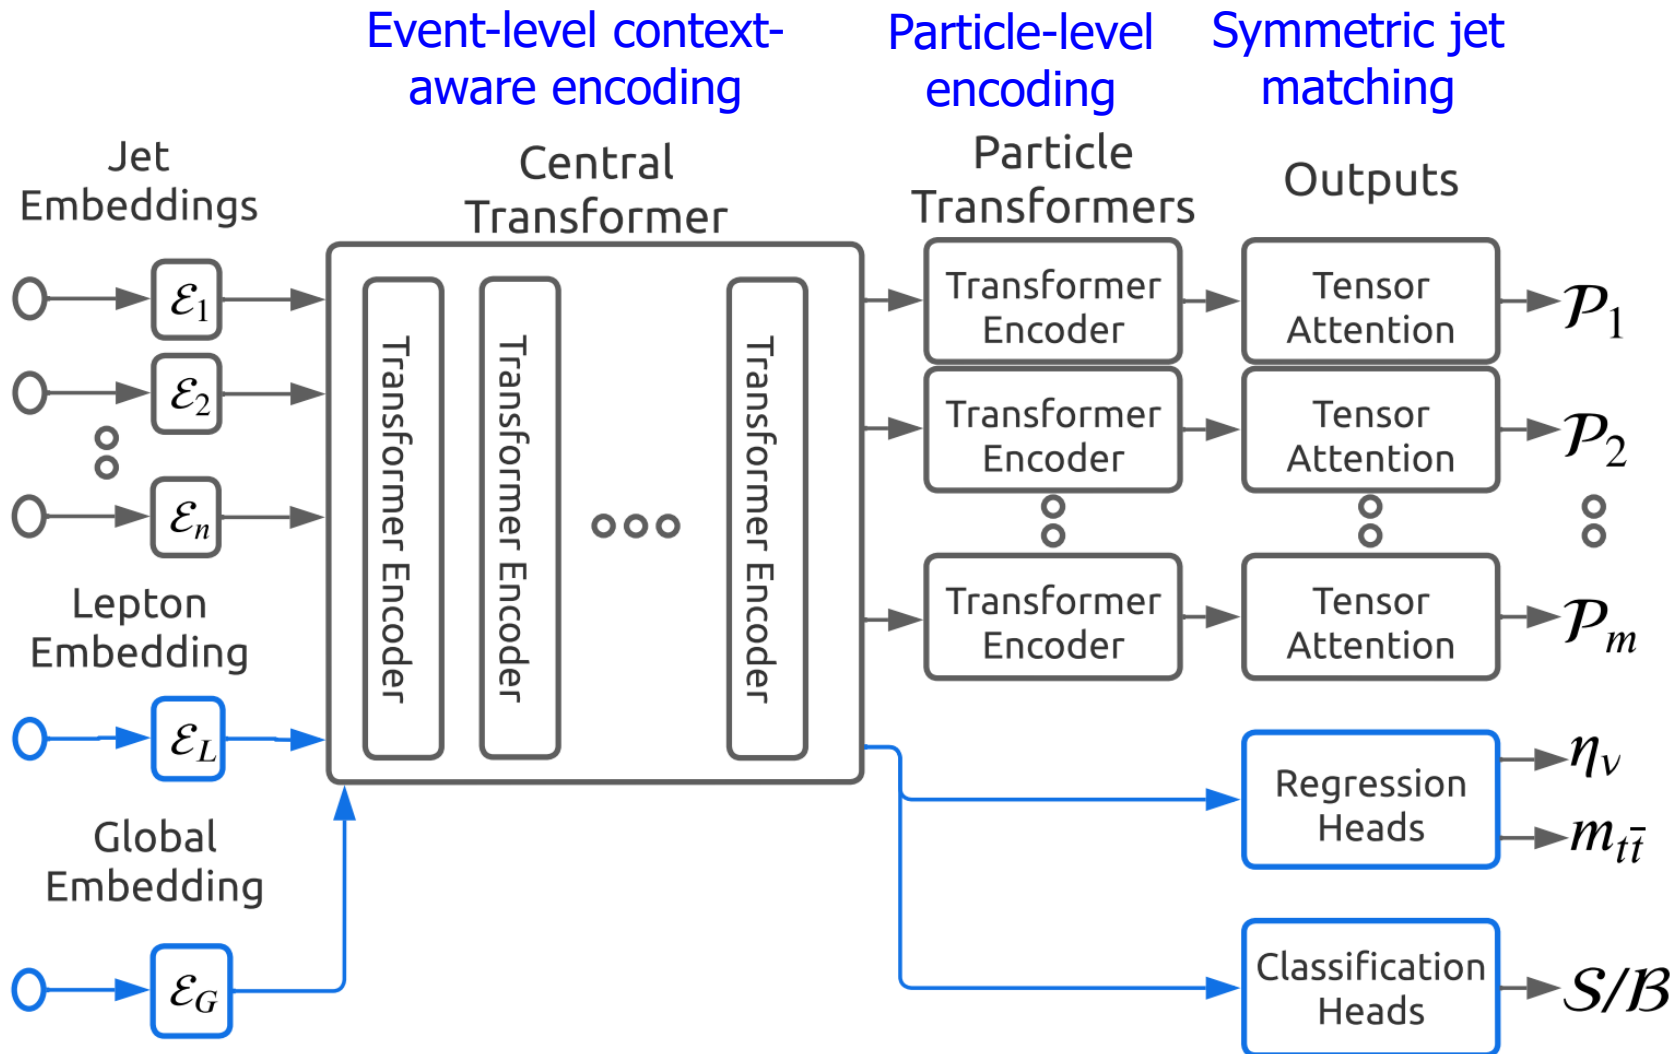 Event-level context-
aware encoding
Particle-level
encoding
Symmetric jet
matching
Jet
Embeddings
Central
Transformer
Particle
Transformers
Outputs
ℰ1
ℰ2
ℰn
Transformer Encoder
Transformer Encoder
Transformer Encoder
Transformer
Encoder
Tensor
Attention
𝒫1
Transformer
Encoder
Tensor
Attention
𝒫2
Transformer
Encoder
Tensor
Attention
𝒫m
Lepton
Embedding
ℰL
Global
Embedding
ℰG
Regression
Heads
ην
mtt̄
Classification
Heads
𝒮/ℬ